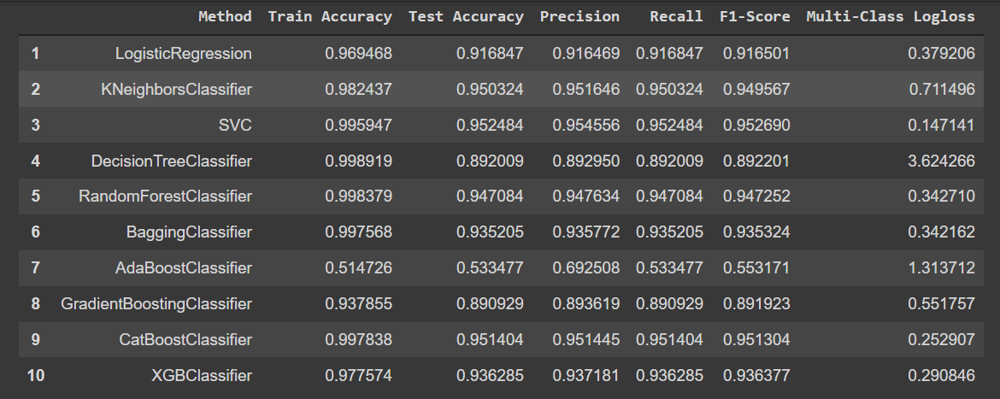 Method Train Accuracy Test Accuracy Precision Recall F1-Score Multi-Class Logloss
1 LogisticRegression 0.969468 0.916847 0.916469 0.916847 0.916501 0.379206
2 KNeighborsClassifier 0.982437 0.950324 0.951646 0.950324 0.949567 0.711496
3 SVC 0.995947 0.952484 0.954556 0.952484 0.952690 0.147141
4 DecisionTreeClassifier 0.998919 0.892009 0.892950 0.892009 0.892201 3.624266
5 RandomForestClassifier 0.998379 0.947084 0.947634 0.947084 0.947252 0.342710
6 BaggingClassifier 0.997568 0.935205 0.935772 0.935205 0.935324 0.342162
7 AdaBoostClassifier 0.514726 0.533477 0.692508 0.533477 0.553171 1.313712
8 GradientBoostingClassifier 0.937855 0.890929 0.893619 0.890929 0.891923 0.551757
9 CatBoostClassifier 0.997838 0.951404 0.951445 0.951404 0.951304 0.252907
10 XGBClassifier 0.977574 0.936285 0.937181 0.936285 0.936377 0.290846